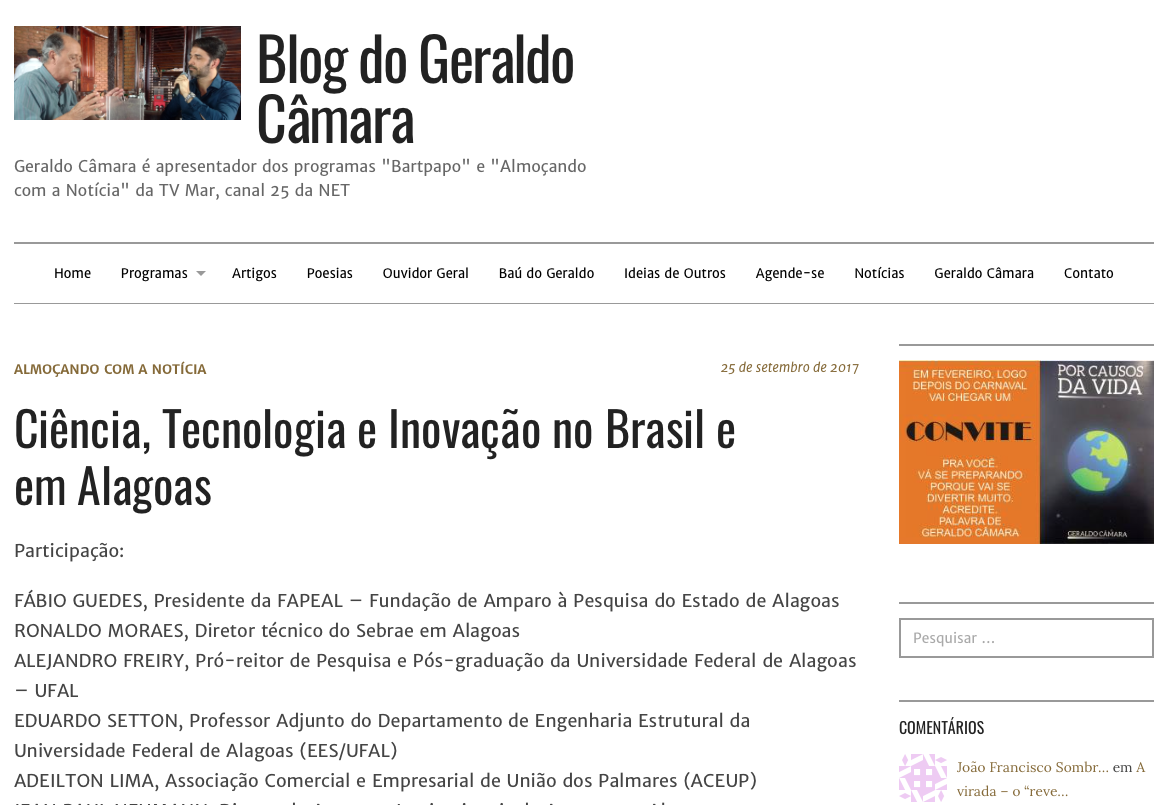 Blog do Geraldo
Câmara
Geraldo Câmara é apresentador dos programas "Bartpapo" e "Almoçando
com a Notícia" da TV Mar, canal 25 da NET
Home Programas Artigos Poesias Ouvidor Geral Baú do Geraldo Ideias de Outros Agende-se Notícias Geraldo Câmara Contato
ALMOÇANDO COM A NOTÍCIA
25 de setembro de 2017
Ciência, Tecnologia e Inovação no Brasil e
em Alagoas
Participação:
FÁBIO GUEDES, Presidente da FAPEAL – Fundação de Amparo à Pesquisa do Estado de Alagoas
RONALDO MORAES, Diretor técnico do Sebrae em Alagoas
ALEJANDRO FREIRY, Pró-reitor de Pesquisa e Pós-graduação da Universidade Federal de Alagoas
– UFAL
EDUARDO SETTON, Professor Adjunto do Departamento de Engenharia Estrutural da
Universidade Federal de Alagoas (EES/UFAL)
ADEILTON LIMA, Associação Comercial e Empresarial de União dos Palmares (ACEUP)
EM FEVEREIRO, LOGO
DEPOIS DO CARNAVAL
VAI CHEGAR UM
CONVITE
PRA VOCÊ.
VÁ SE PREPARANDO
PORQUE VAI SE
DIVERTIR MUITO.
ACREDITE.
PALAVRA DE
GERALDO CÂMARA
POR CAUSOS
DA VIDA
GERALDO CÂMARA
Pesquisar ...
COMENTÁRIOS
João Francisco Sombr... em A
virada – o “reve...